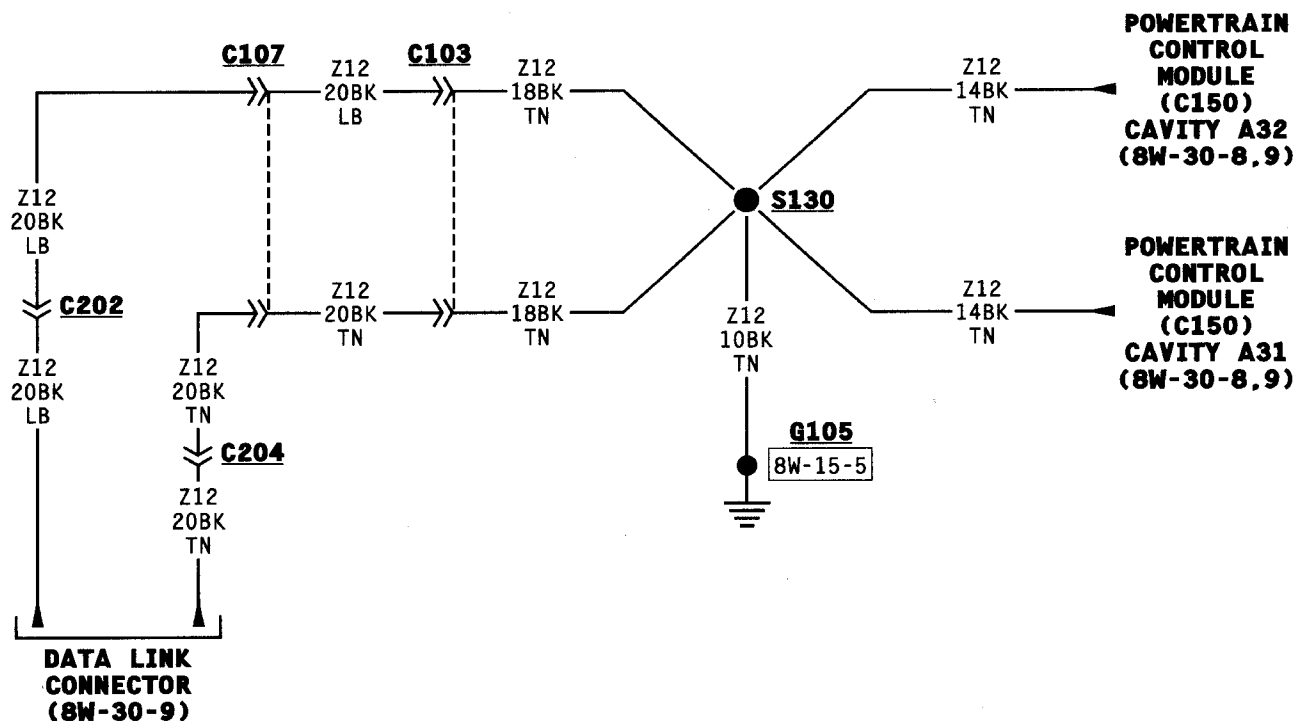 C107
C103
Z12
20BK
LB
Z12
18BK
TN
Z12
14BK
TN
POWERTRAIN
CONTROL
MODULE
(C150)
CAVITY A32
(8W-30-8,9)
Z12
20BK
LB
S130
C202
Z12
20BK
TN
Z12
18BK
TN
Z12
10BK
TN
Z12
14BK
TN
POWERTRAIN
CONTROL
MODULE
(C150)
CAVITY A31
(8W-30-8,9)
Z12
20BK
LB
Z12
20BK
TN
C204
Z12
20BK
TN
G105
8W-15-5
DATA LINK
CONNECTOR
(8W-30-9)